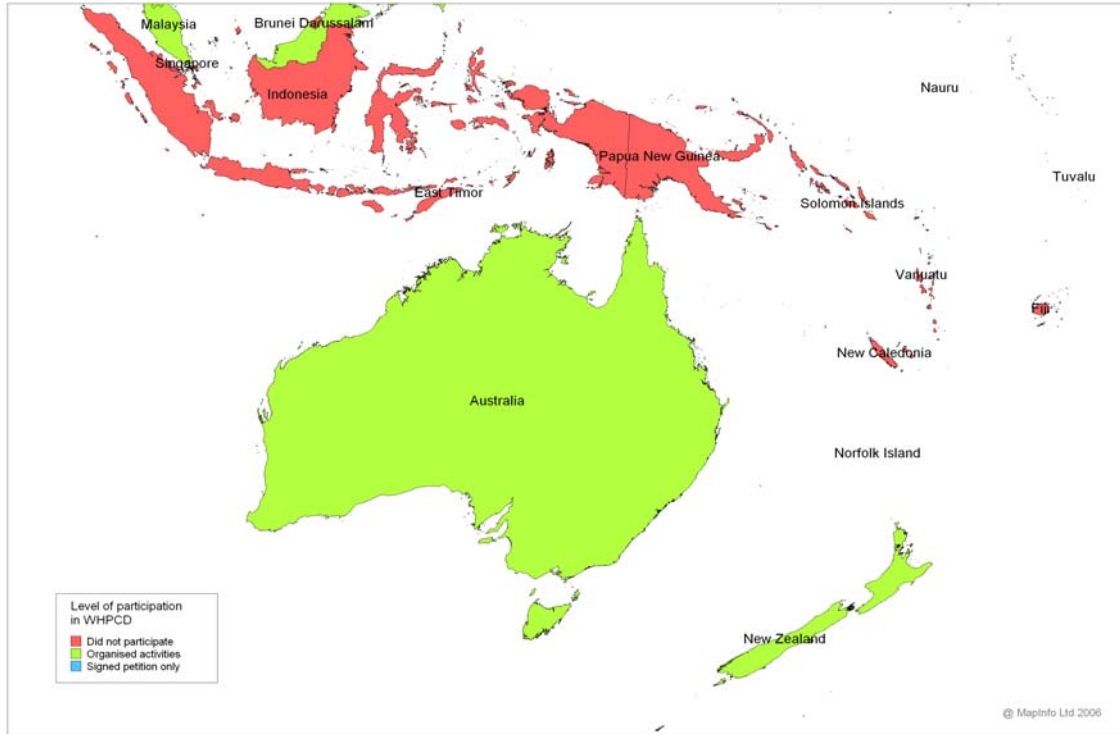 Malaysia
Brunei Darussalam
Singapore
Indonesia
Nauru
Papua New Guinea
Tuvalu
East Timor
Solomon Islands
Vanuatu
Fiji
New Caledonia
Australia
Norfolk Island
New Zealand
Level of participation
in WHPCD
Did not participate
Organised activities
Signed petition only
@ MapInfo Ltd 2006